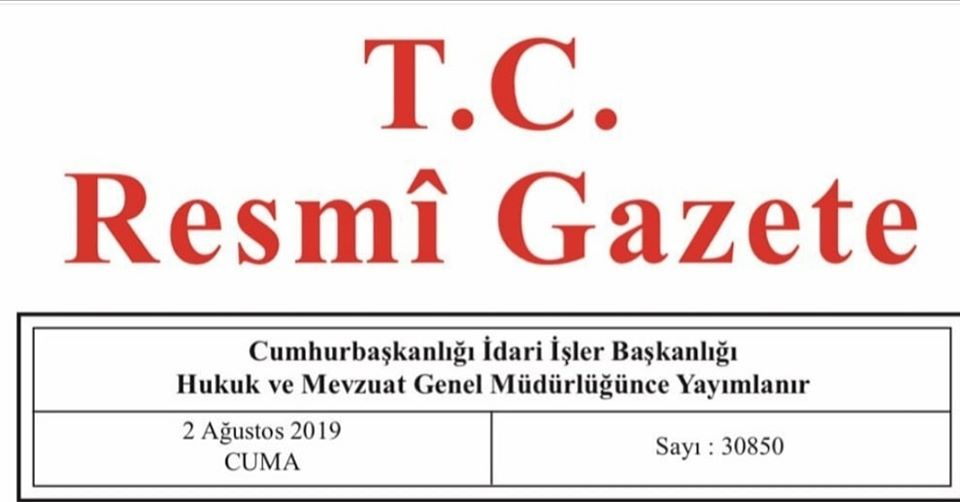 T.C.
Resmî Gazete
Cumhurbaşkanlığı İdari İşler Başkanlığı
Hukuk ve Mevzuat Genel Müdürlüğünce Yayımlanır
2 Ağustos 2019
CUMA
Sayı : 30850